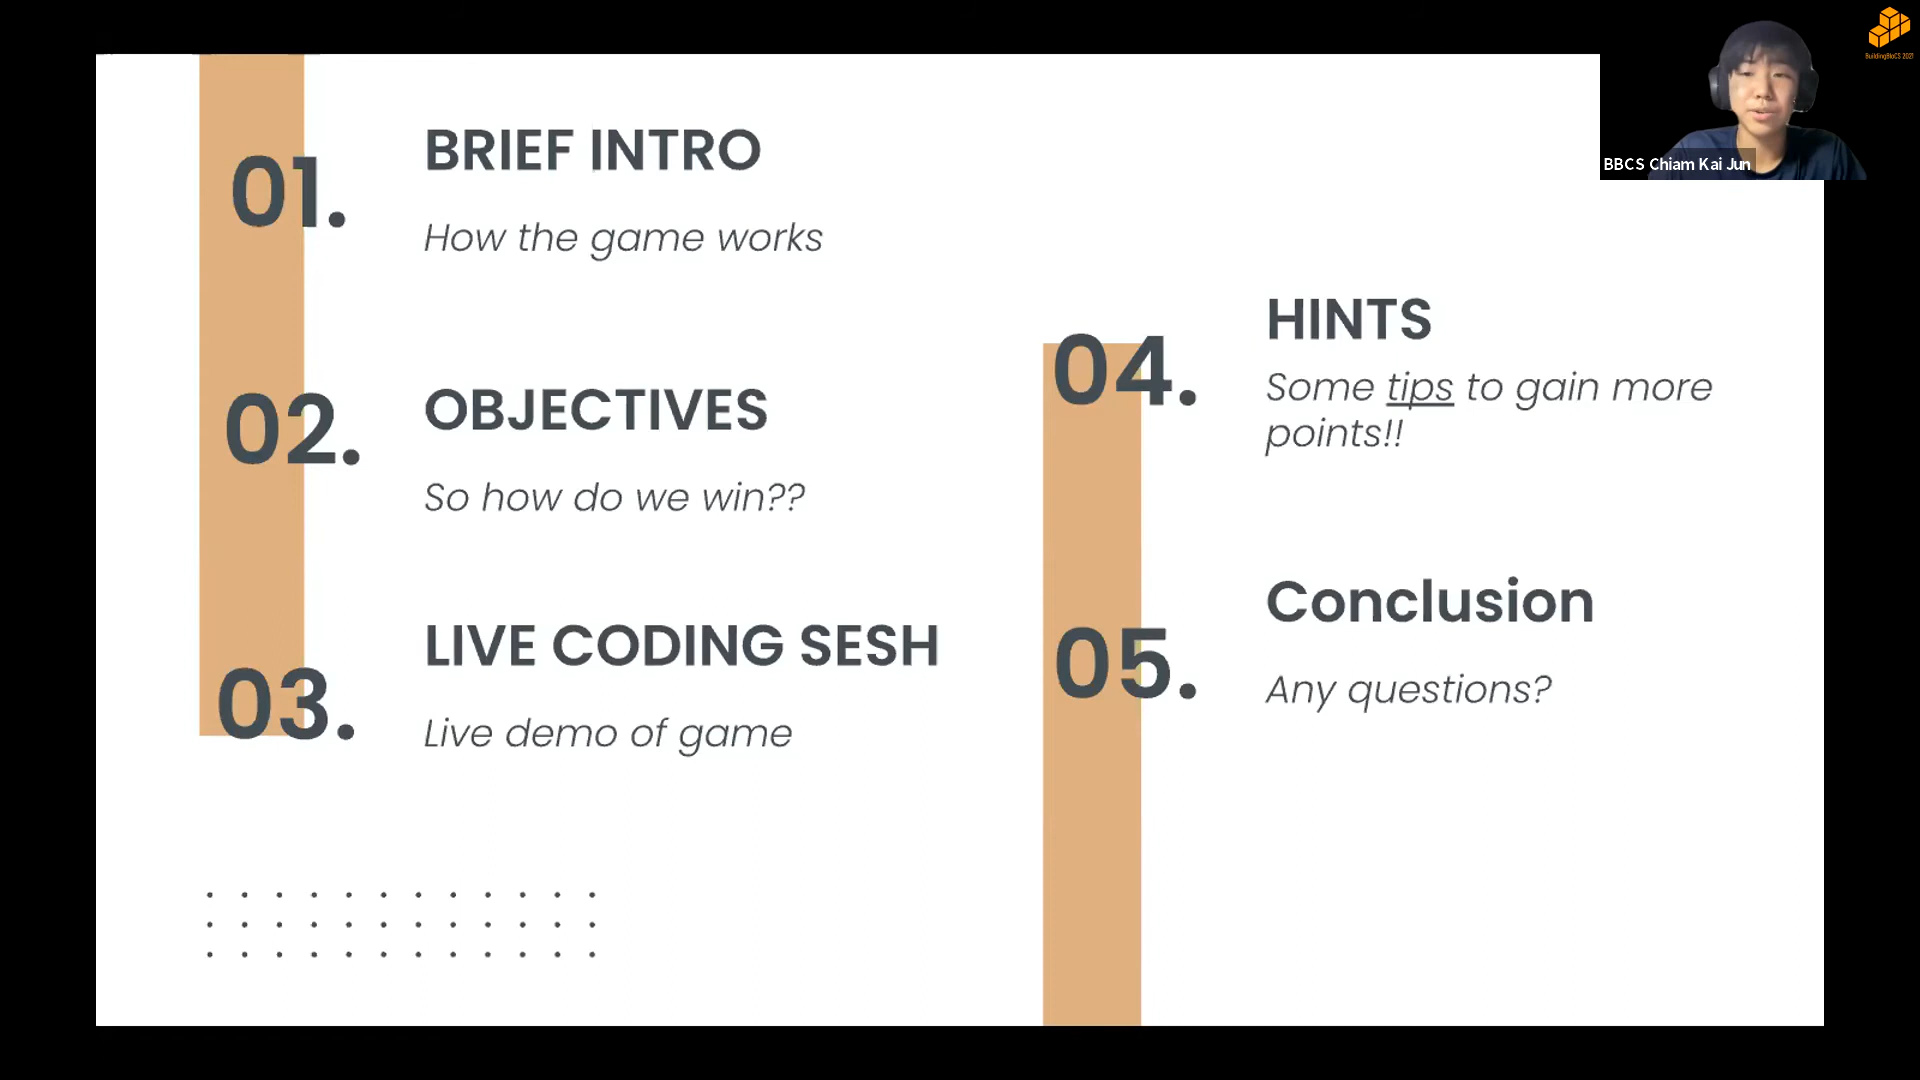 01.
BRIEF INTRO
How the game works
02.
OBJECTIVES
So how do we win??
03.
LIVE CODING SESH
Live demo of game
04.
HINTS
Some tips to gain more
points!!
05.
Conclusion
Any questions?
BBCS Chiam Kai Jun
BuildingBloCS 2021